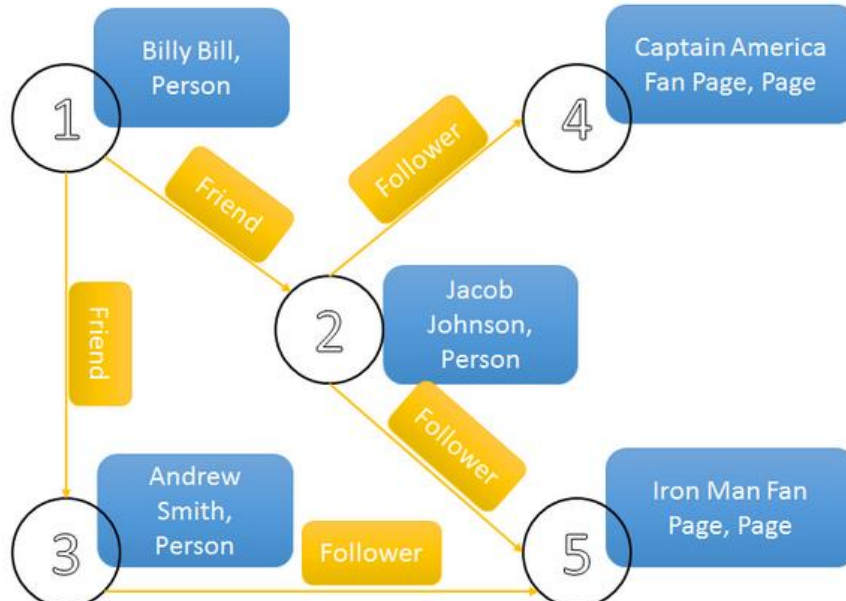 Billy Bill,
Person
1
Captain America
Fan Page, Page
4
Friend
Follower
Friend
2
Jacob
Johnson,
Person
Follower
3
Andrew
Smith,
Person
Follower
5
Iron Man Fan
Page, Page